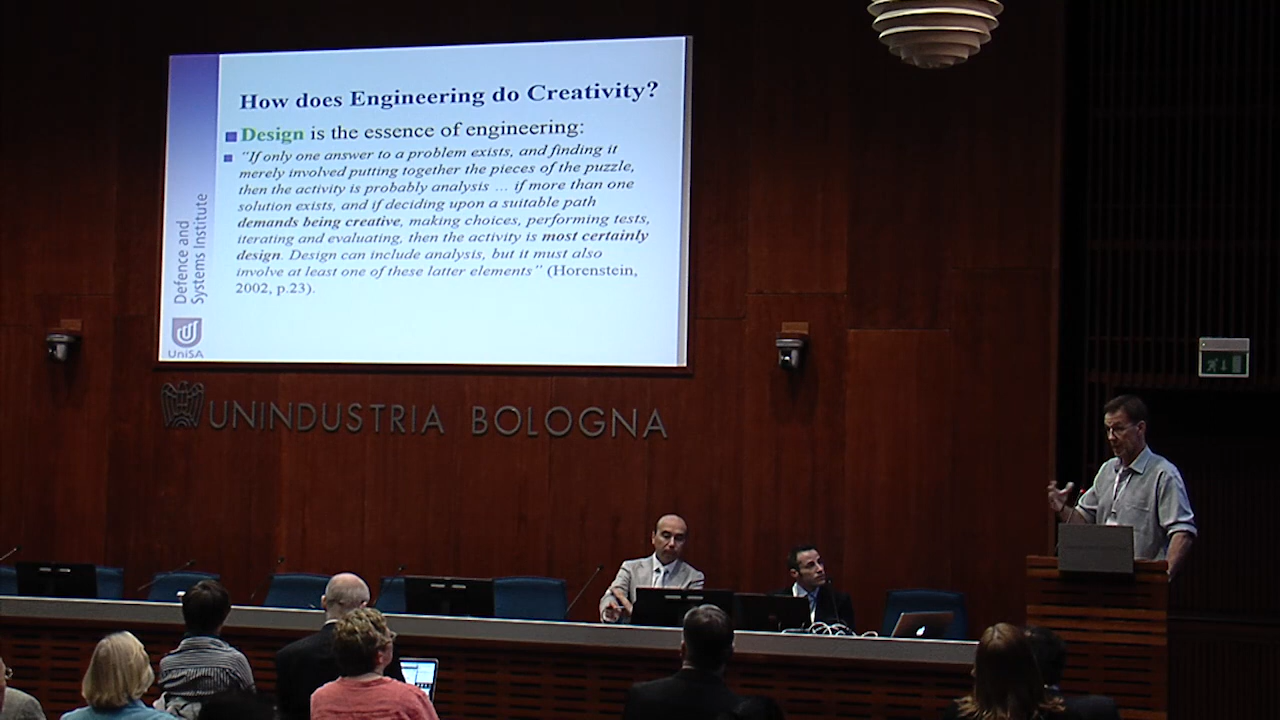 How does Engineering do Creativity?
Design is the essence of engineering:
"If only one answer to a problem exists, and finding it
merely involved putting together the pieces of the puzzle,
then the activity is probably analysis … if more than one
solution exists, and if deciding upon a suitable path
demands being creative, making choices, performing tests,
iterating and evaluating, then the activity is most certainly
design. Design can include analysis, but it must also
involve at least one of these latter elements" (Horenstein,
2002, p.23).
Defence and
Systems Institute
UniSA
UNINDUSTRIA BOLOGNA